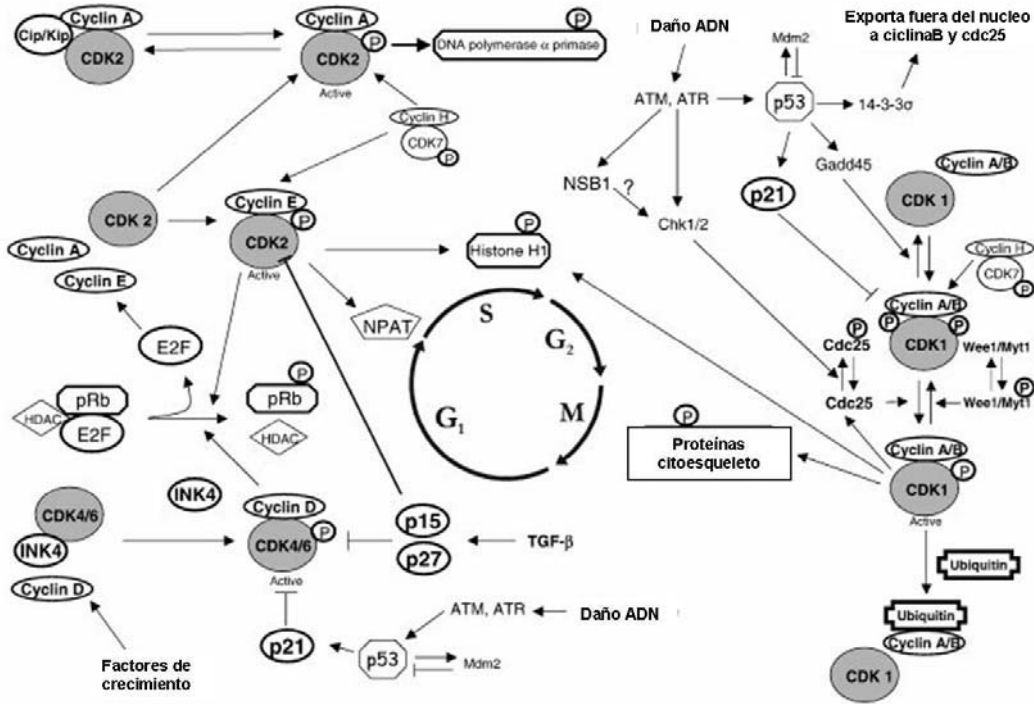 Cyclin A
Cip/Kip
CDK2
Cyclin A
P
CDK2
Active
P
DNA polymerase α primase
Cyclin H
CDK7
P
CDK 2
Cyclin A
Cyclin E
Cyclin E
P
CDK2
Active
P
Histone H1
NPAT
E2F
pRb
HDAC
E2F
P
pRb
HDAC
S
G2
M
G1
CDK4/6
INK4
Cyclin D
INK4
Factores de
crecimiento
Cyclin D
P
CDK4/6
Active
p15
p27
TGF-β
p21
p53
Mdm2
ATM, ATR
Daño ADN
Daño ADN
ATM, ATR
Mdm2
p53
14-3-3σ
Exporta fuera del nucleo
a ciclinaB y cdc25
NSB1
?
Chk1/2
p21
Gadd45
Cyclin A/B
CDK 1
Cyclin H
CDK7
P
Cyclin A/B
P
P
CDK1
P
Cdc25
Cdc25
Wee1/Myt1
P
Wee1/Myt1
P
Proteínas
citoesqueleto
Cyclin A/B
P
CDK1
Active
Ubiquitin
Ubiquitin
Cyclin A/B
CDK 1